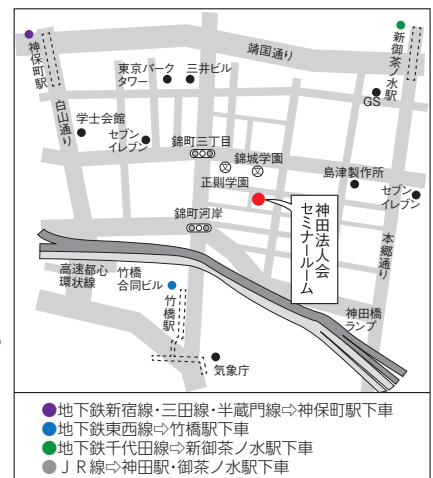 神保町駅
靖国通り
新御茶ノ水駅
東京パーク
タワー
三井ビル
GS
白山通り
学士会館
セブン
イレブン
錦町三丁目
錦城学園
文
文
正則学園
島津製作所
セブン
イレブン
錦町河岸
神田法人会
セミナールーム
本郷通り
高速都心
環状線
竹橋
合同ビル
竹橋駅
神田橋
ランプ
気象庁
●地下鉄新宿線・三田線・半蔵門線⇨神保町駅下車
●地下鉄東西線⇨竹橋駅下車
●地下鉄千代田線⇨新御茶ノ水駅下車
●ＪＲ線⇨神田駅・御茶ノ水駅下車